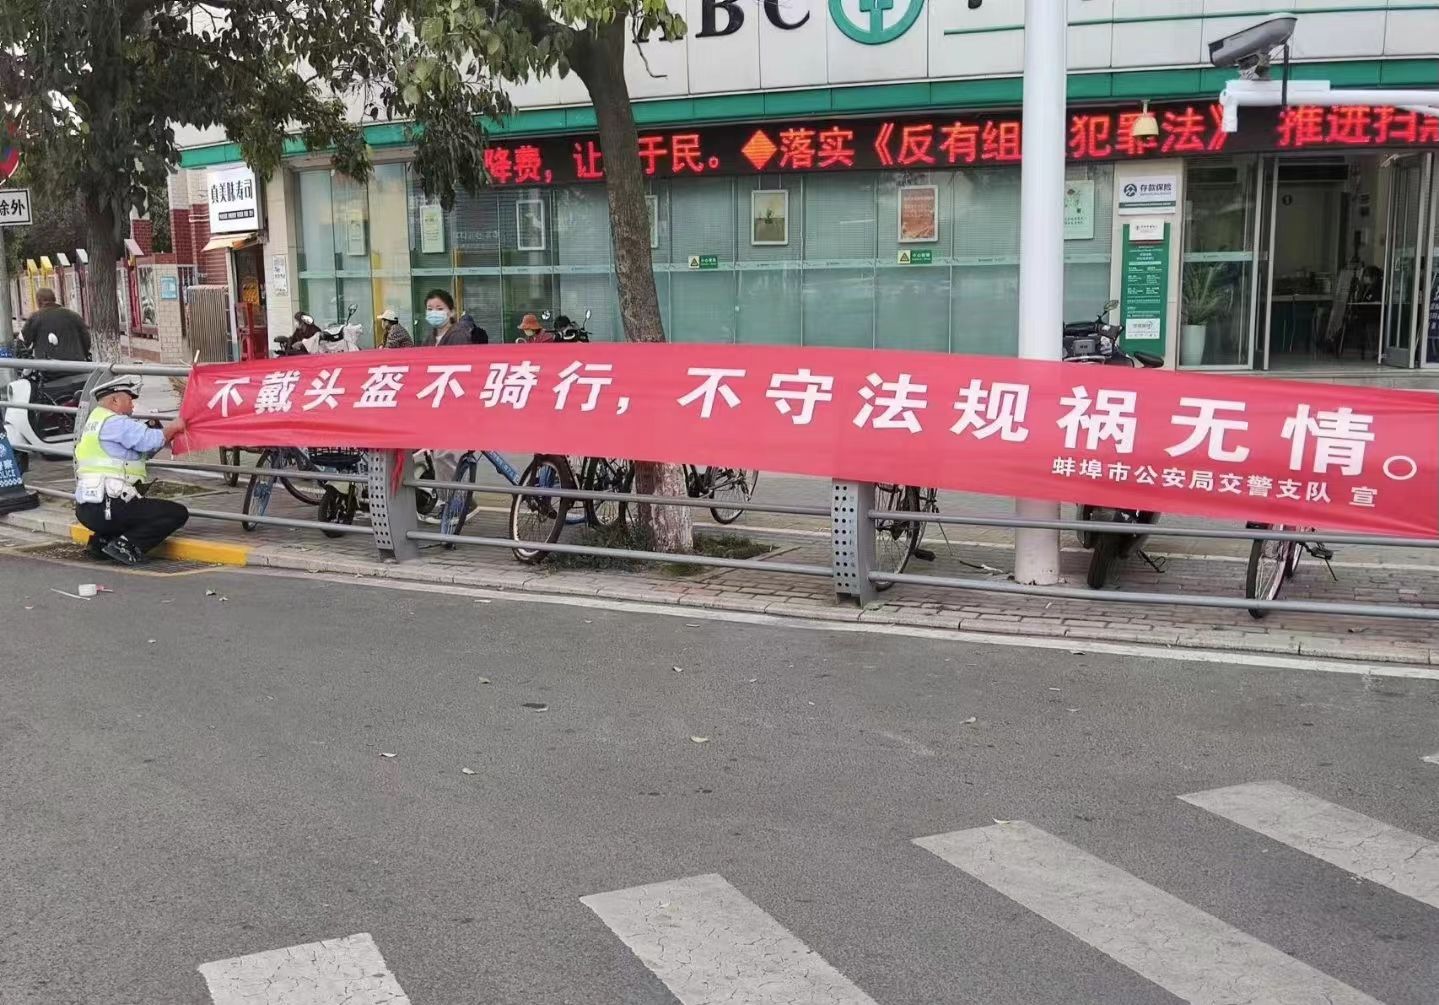 ABC
降费，让
于民。◆落实《反有组
犯罪法》 推进扫
真美味寿司
除外
存款保险
不戴头盔不骑行，不守法规祸无情。
蚌埠市公安局交警支队 宣
POLICE